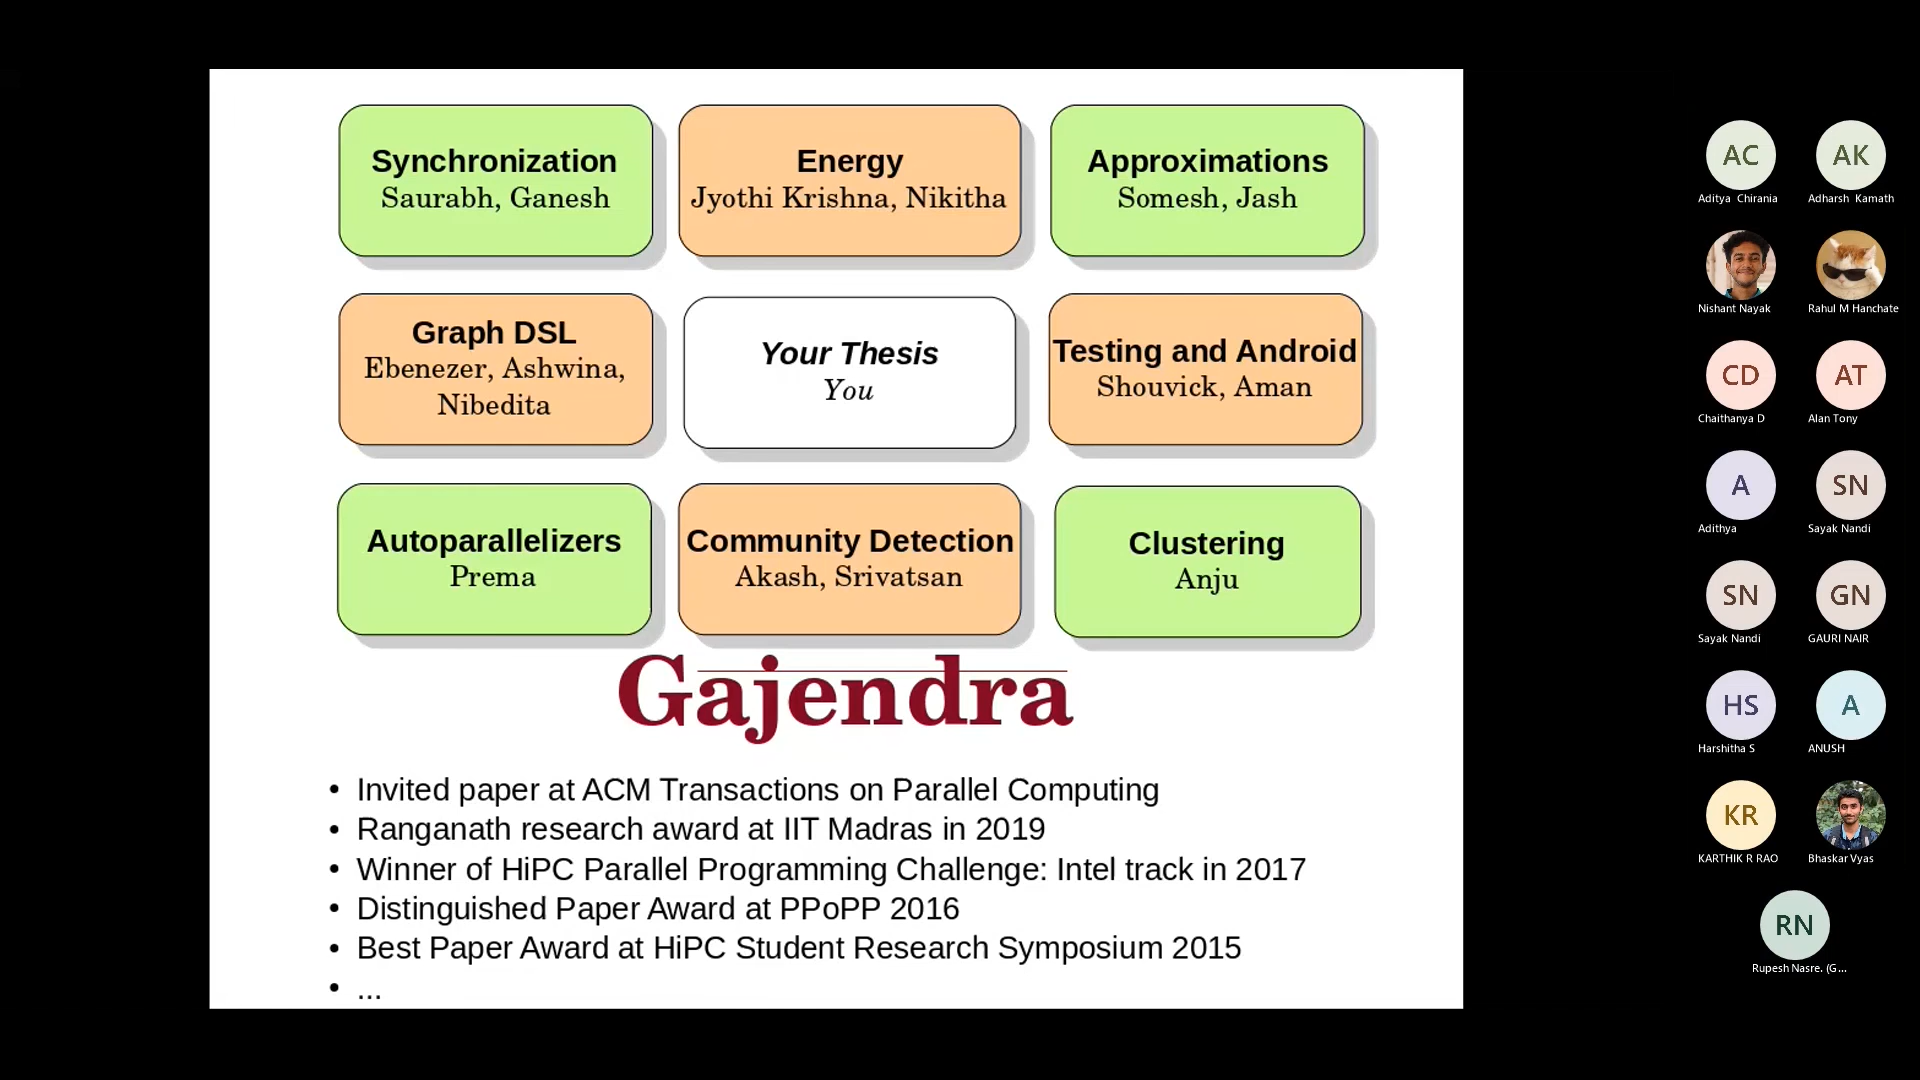 Synchronization
Saurabh, Ganesh
Energy
Jyothi Krishna, Nikitha
Approximations
Somesh, Jash
Graph DSL
Ebenezer, Ashwina,
Nibedita
Your Thesis
You
Testing and Android
Shouvick, Aman
Autoparallelizers
Prema
Community Detection
Akash, Srivatsan
Clustering
Anju
Gajendra
• Invited paper at ACM Transactions on Parallel Computing
• Ranganath research award at IIT Madras in 2019
• Winner of HiPC Parallel Programming Challenge: Intel track in 2017
• Distinguished Paper Award at PPoPP 2016
• Best Paper Award at HiPC Student Research Symposium 2015
• ...
AC
Aditya Chirania
AK
Adharsh Kamath
Nishant Nayak
Rahul M Hanchate
CD
Chaithanya D
AT
Alan Tony
A
Adithya
SN
Sayak Nandi
SN
Sayak Nandi
GN
GAURI NAIR
HS
Harshitha S
A
ANUSH
KR
KARTHIK R RAO
Bhaskar Vyas
RN
Rupesh Nasre. (G...